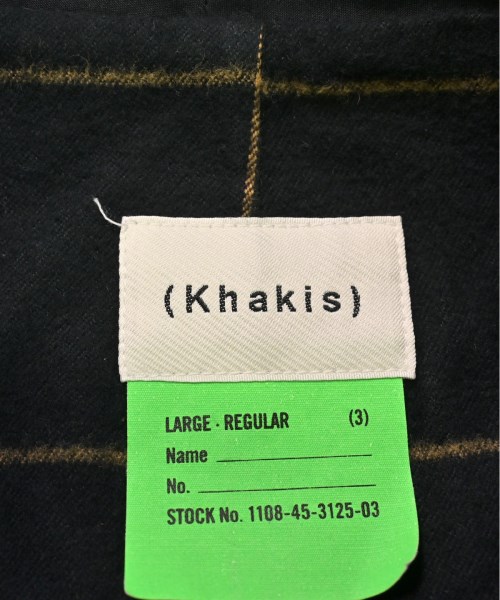 (Khakis)
LARGE · REGULAR (3)
Name
No.
STOCK No. 1108-45-3125-03